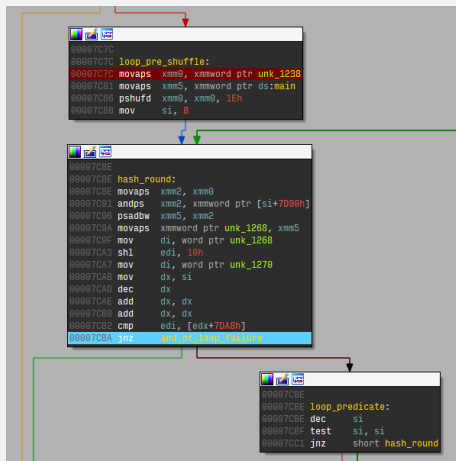 00007C7C
00007C7C loop_pre_shuffle:
00007C7C movaps xmm0, xmmword ptr unk_1238
00007C81 movaps xmm5, xmmword ptr ds:main
00007C86 pshufd xmm0, xmm0, 1Eh
00007C8B mov si, 8
00007C8E
00007C8E hash_round:
00007C8E movaps xmm2, xmm0
00007C91 andps xmm2, xmmword ptr [si+7D90h]
00007C96 psadbw xmm5, xmm2
00007C9A movaps xmmword ptr unk_1268, xmm5
00007C9F mov di, word ptr unk_1268
00007CA3 shl edi, 10h
00007CA7 mov di, word ptr unk_1270
00007CAB mov dx, si
00007CAD dec dx
00007CAE add dx, dx
00007CB0 add dx, dx
00007CB2 cmp edi, [edx+7DA8h]
00007CBA jnz end_of_loop_failure
00007CBE
00007CBE loop_predicate:
00007CBE dec si
00007CBF test si, si
00007CC1 jnz short hash_round